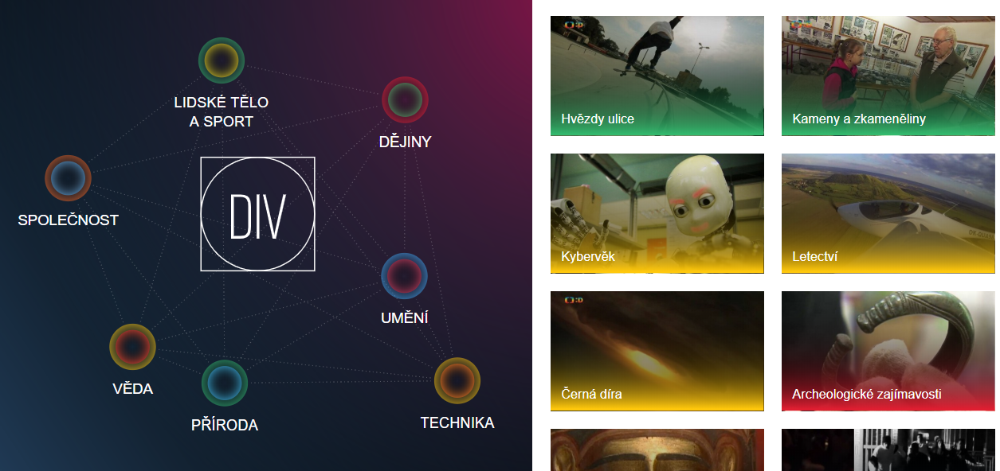 LIDSKÉ TĚLO
A SPORT
DĚJINY
SPOLEČNOST
DIV
UMĚNÍ
VĚDA
PŘÍRODA
TECHNIKA
:D
Hvězdy ulice
Kameny a zkameněliny
Kybervěk
Letectví
:D
Černá díra
Archeologické zajímavosti